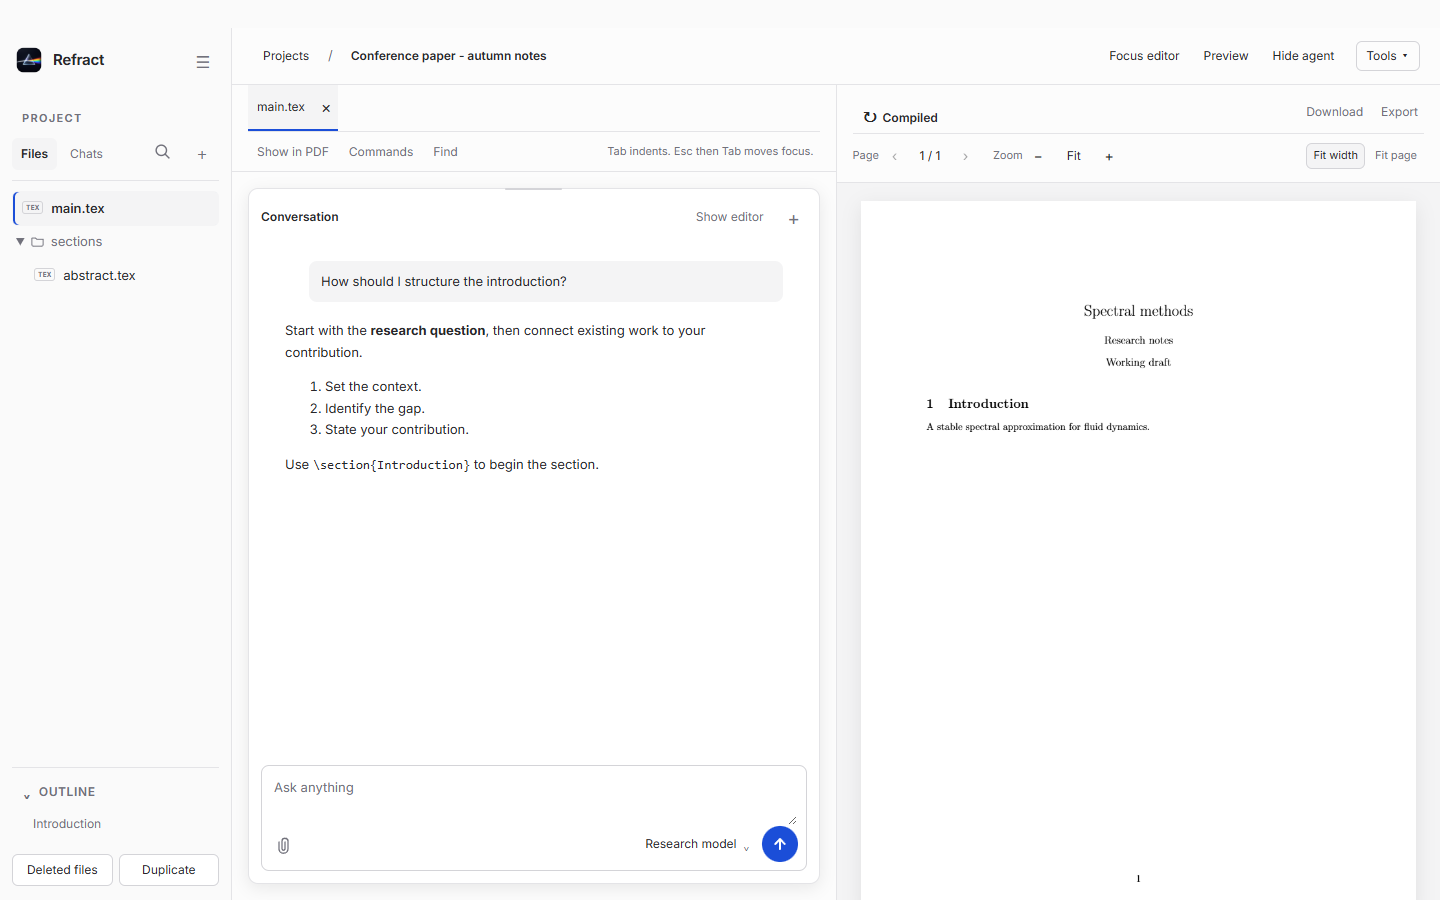 Refract
Projects / Conference paper - autumn notes
Focus editor
Preview
Hide agent
Tools
PROJECT
Files
Chats
TEX main.tex
sections
TEX abstract.tex
OUTLINE
Introduction
Deleted files
Duplicate
main.tex
Show in PDF
Commands
Find
Tab indents. Esc then Tab moves focus.
Conversation
Show editor
How should I structure the introduction?
Start with the research question, then connect existing work to your
contribution.
1. Set the context.
2. Identify the gap.
3. State your contribution.
Use \section{Introduction} to begin the section.
Ask anything
Research model
Compiled
Download
Export
Page
1 / 1
Zoom
Fit
Fit width
Fit page
Spectral methods
Research notes
Working draft
1 Introduction
A stable spectral approximation for fluid dynamics.
1